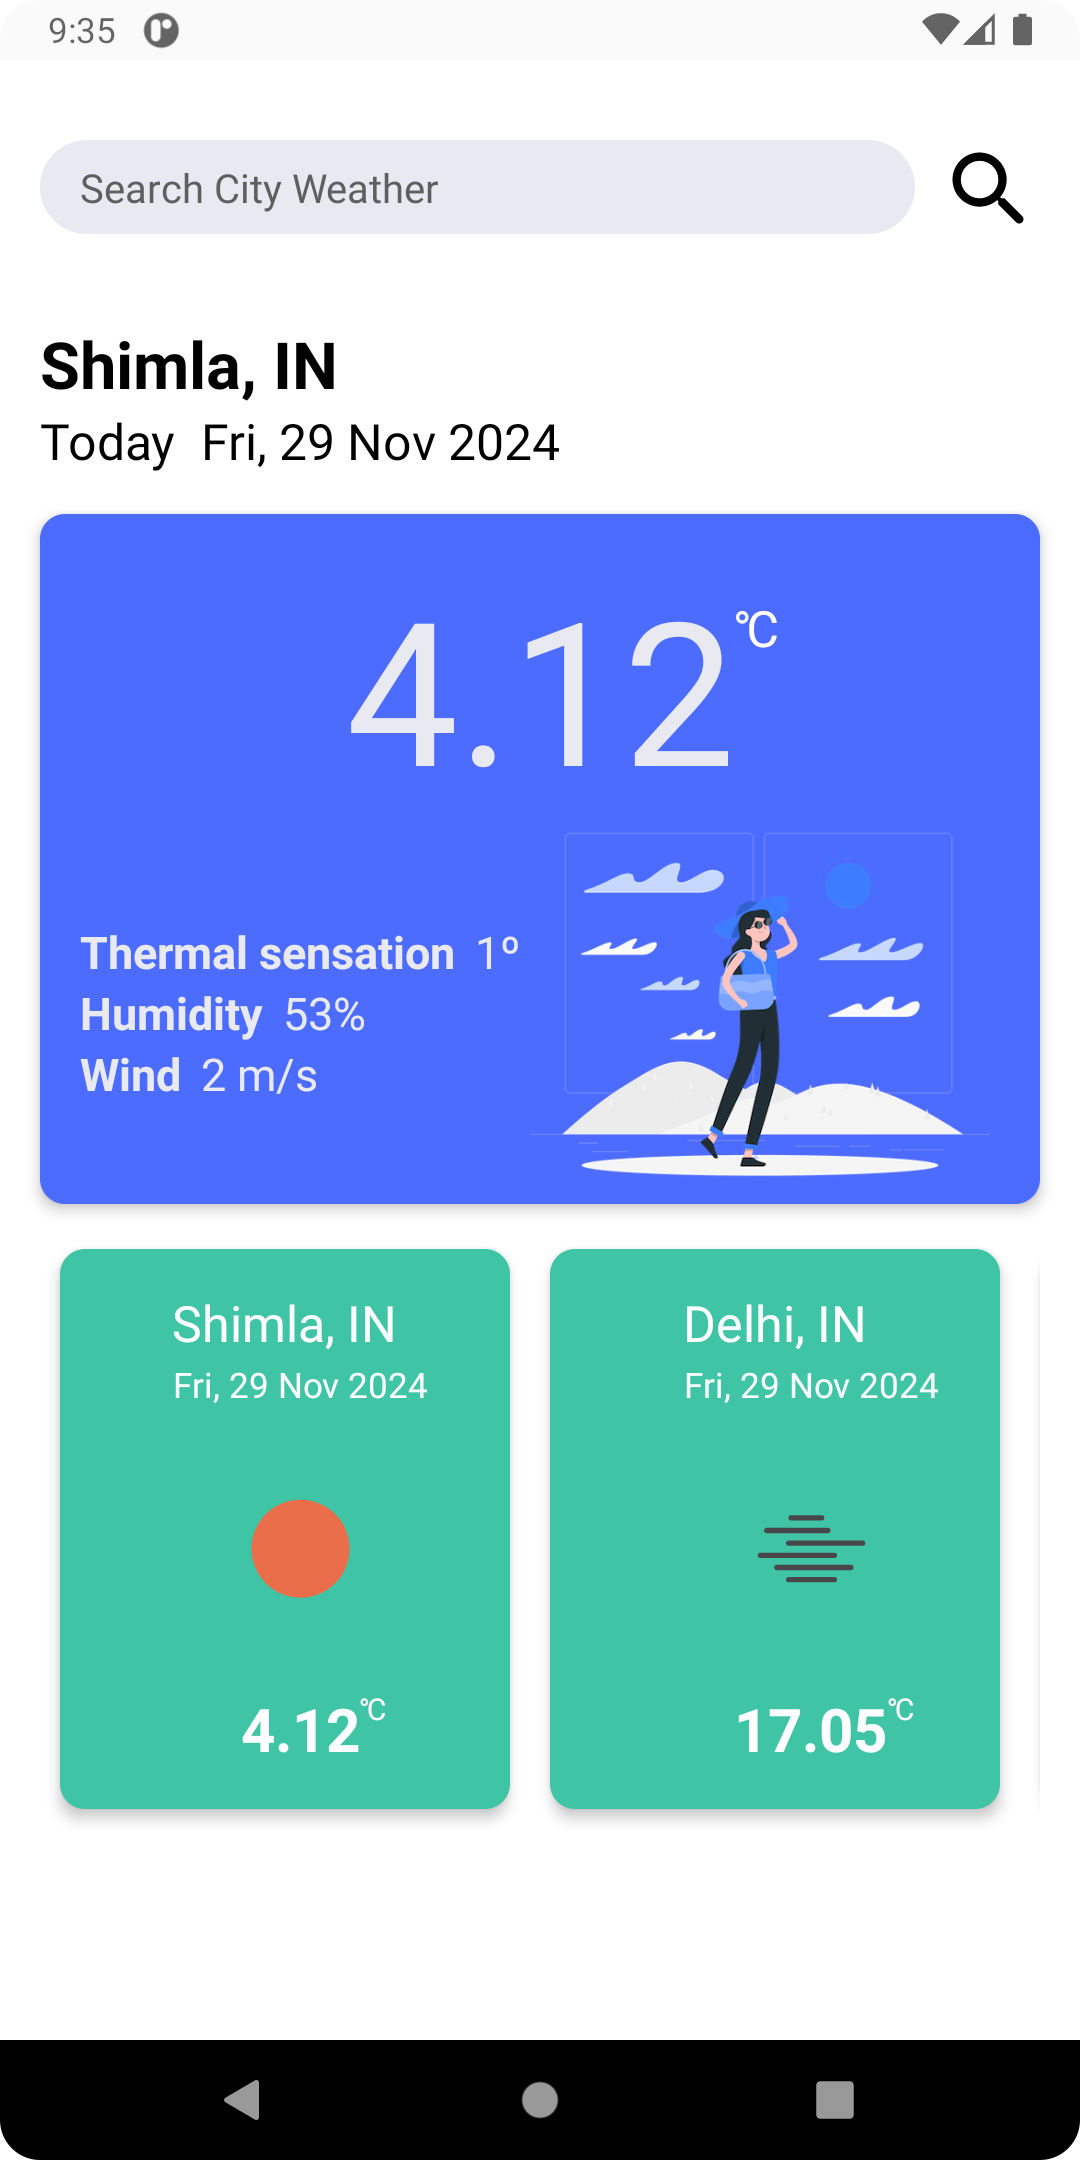 9:35
Search City Weather
Shimla, IN
Today Fri, 29 Nov 2024
4.12℃
Thermal sensation 1º
Humidity 53%
Wind 2 m/s
Shimla, IN
Fri, 29 Nov 2024
4.12℃
Delhi, IN
Fri, 29 Nov 2024
17.05℃